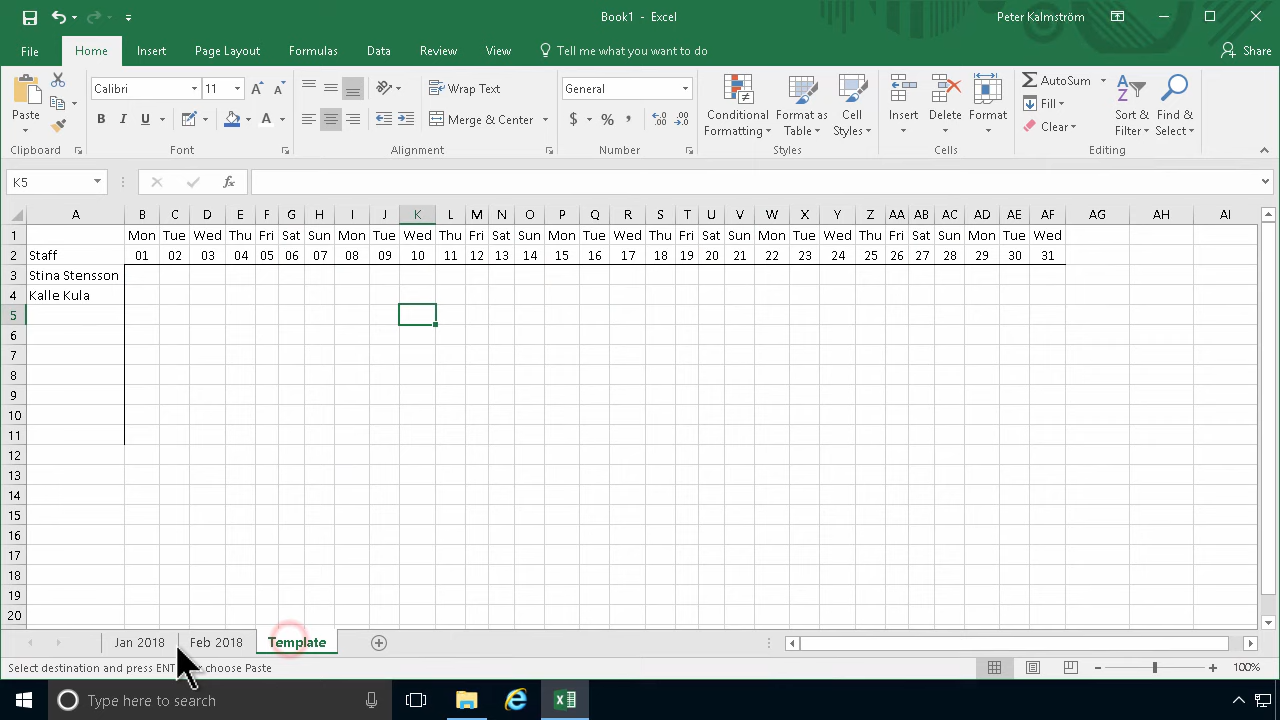 Book1 - Excel
Peter Kalmström
File Home Insert Page Layout Formulas Data Review View Tell me what you want to do Share
Paste
Clipboard
Calibri 11
B I U A
Font
Wrap Text
Merge & Center
Alignment
General
$ % ,
Number
Conditional Formatting
Format as Table
Cell Styles
Styles
Insert Delete Format
Cells
AutoSum
Fill
Clear
Sort & Filter
Find & Select
Editing
K5 fx
A B C D E F G H I J K L M N O P Q R S T U V W X Y Z AA AB AC AD AE AF AG AH AI
1 Mon Tue Wed Thu Fri Sat Sun Mon Tue Wed Thu Fri Sat Sun Mon Tue Wed Thu Fri Sat Sun Mon Tue Wed Thu Fri Sat Sun Mon Tue Wed
2 Staff 01 02 03 04 05 06 07 08 09 10 11 12 13 14 15 16 17 18 19 20 21 22 23 24 25 26 27 28 29 30 31
3 Stina Stensson
4 Kalle Kula
5
6
7
8
9
10
11
12
13
14
15
16
17
18
19
20
Jan 2018 Feb 2018 Template
Select destination and press ENT choose Paste
100%
Type here to search